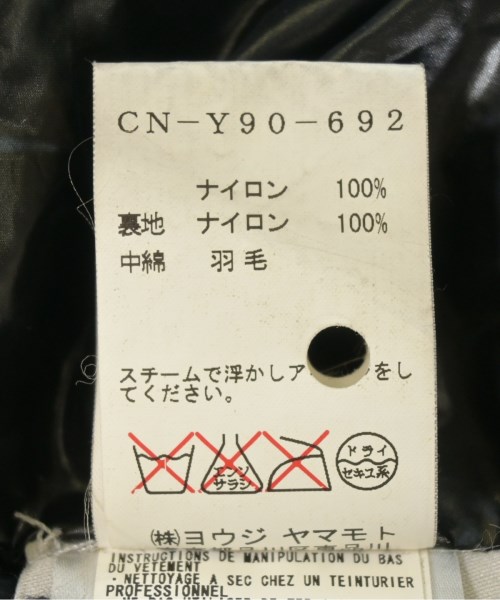 CN-Y90-692
ナイロン 100%
裏地 ナイロン 100%
中綿 羽毛
スチームで浮かしア をし
てください。
エンソ
サラシ
ドライ
セキユ系
(株)ヨウジ ヤマモト
INSTRUCTIONS DE MANIPULATION DU BAS
DU VÊTEMENT
・NETTOYAGE A SEC CHEZ UN TEINTURIER
PROFESSIONNEL